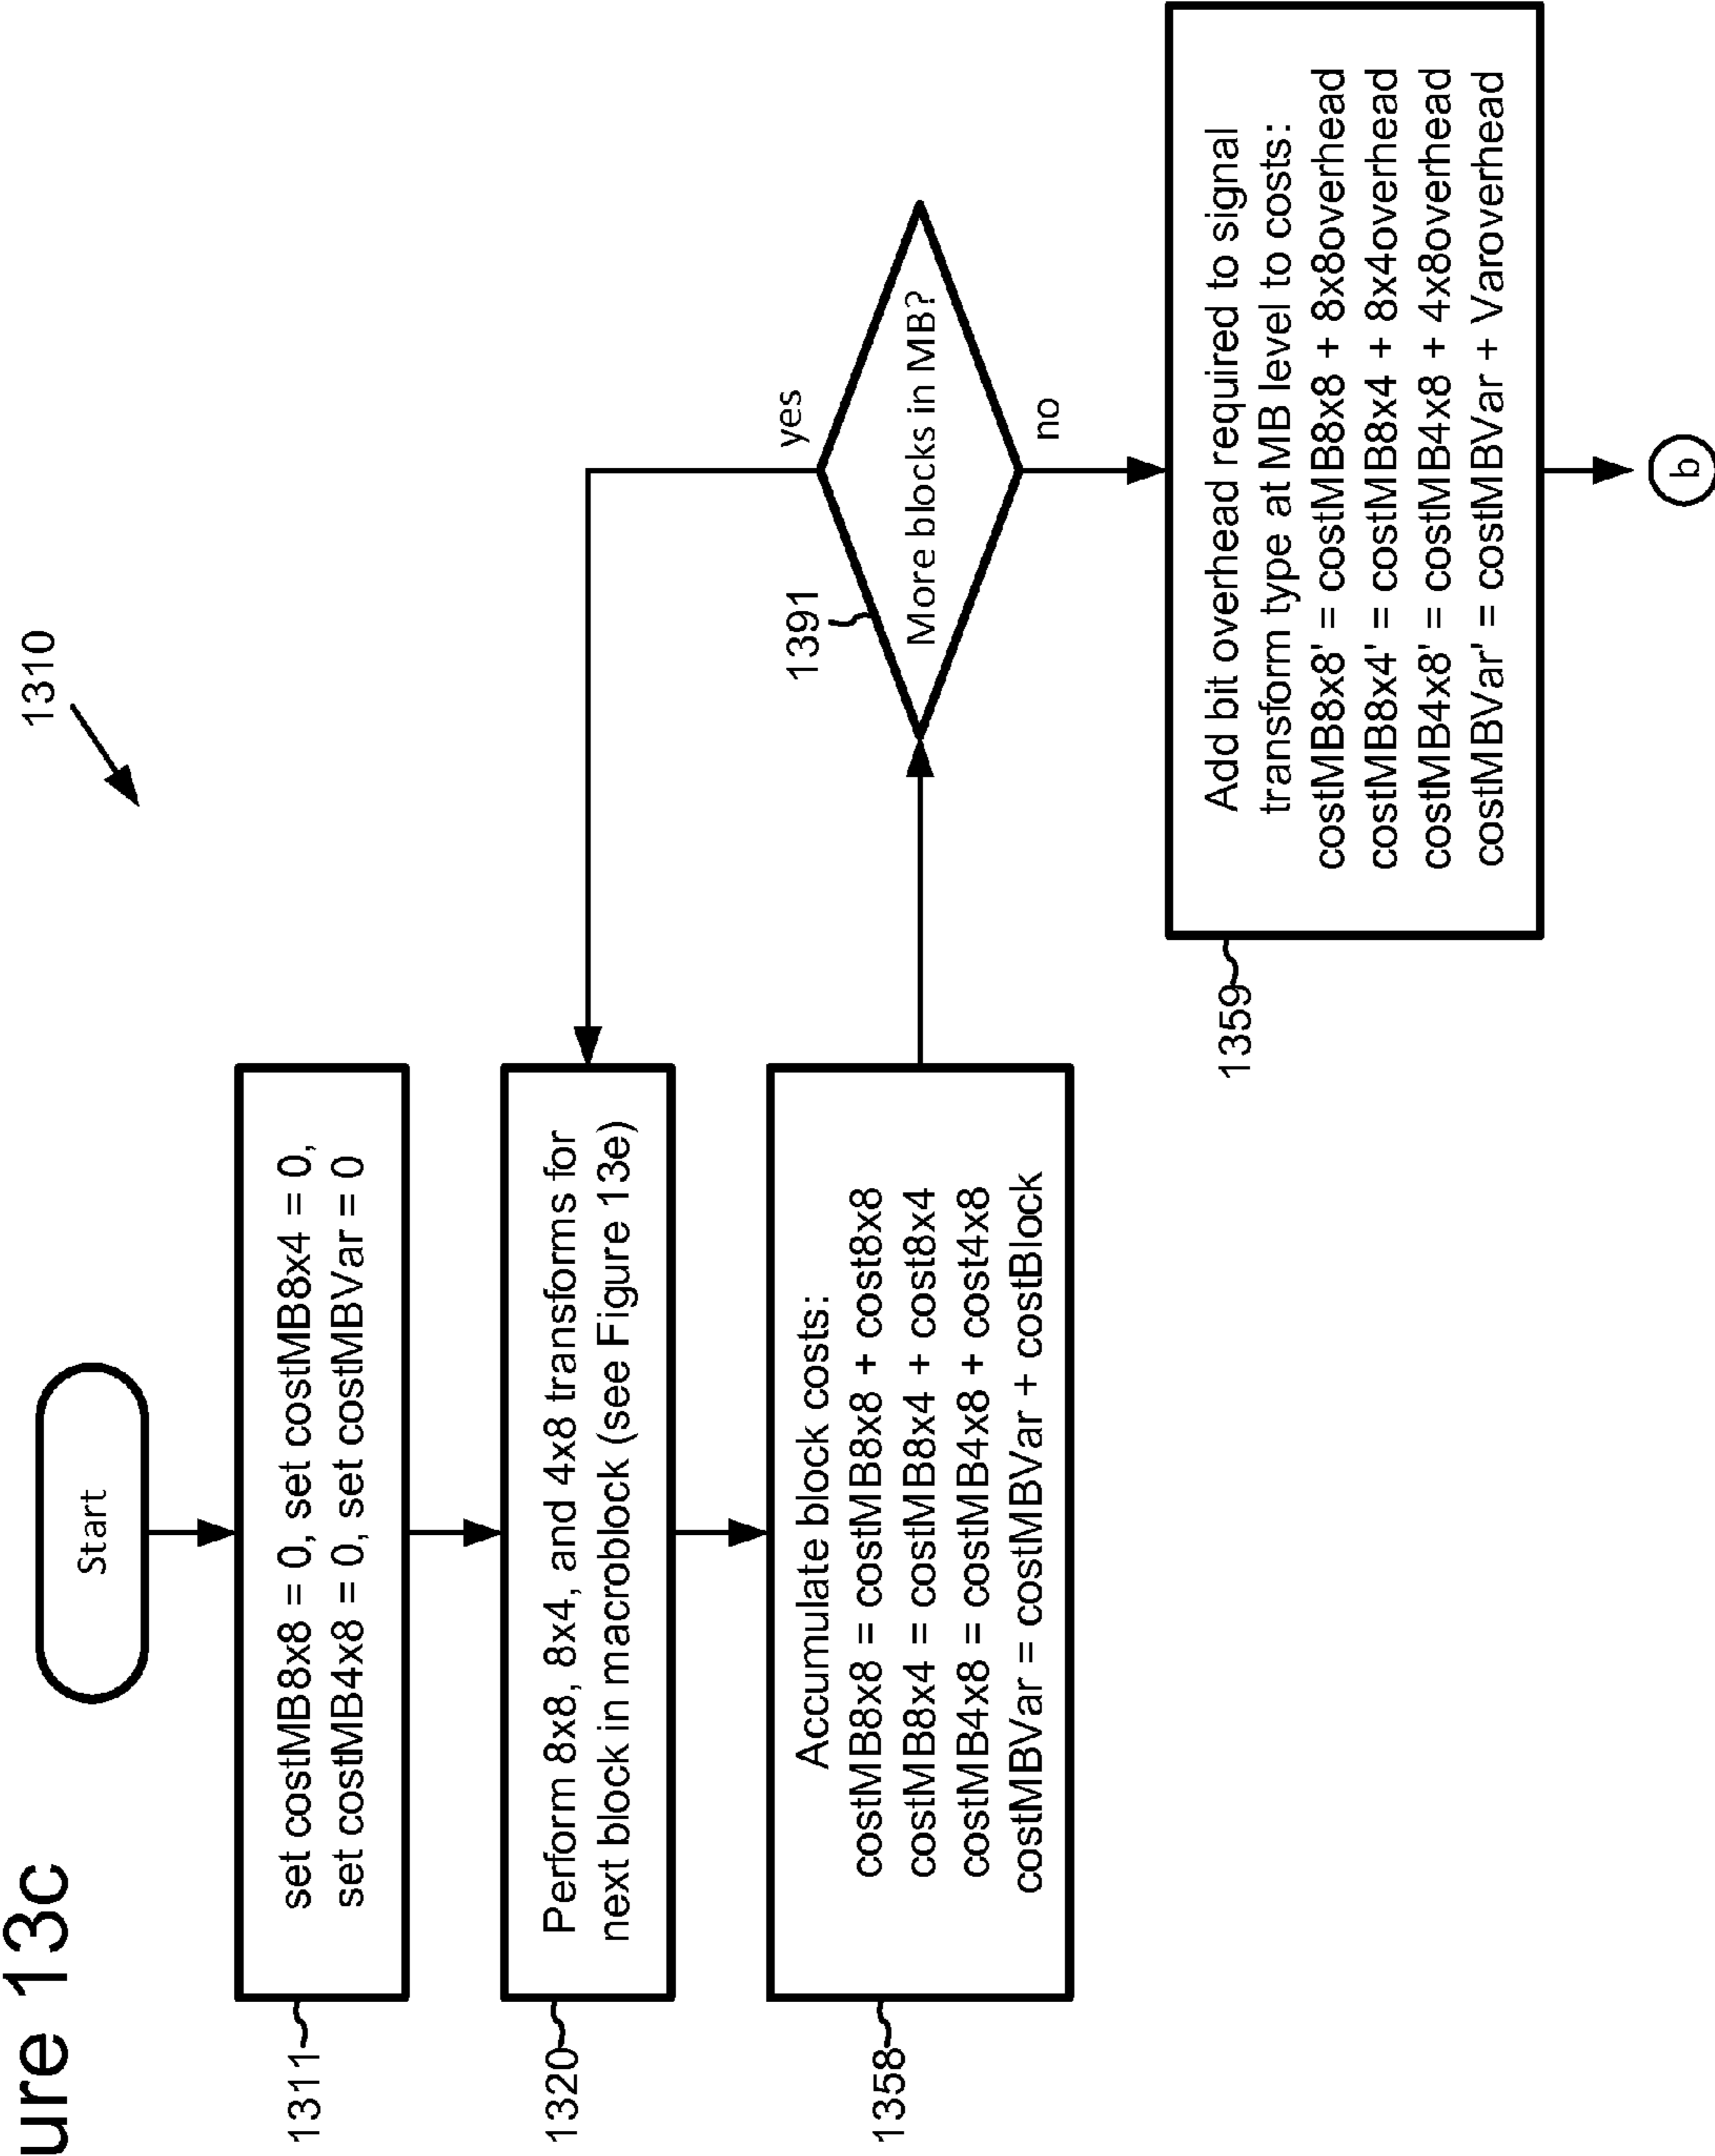 ure 13c
1310
Start
1311
set costMB8x8 = 0, set costMB8x4 = 0,
set costMB4x8 = 0, set costMBVar = 0
1320
Perform 8x8, 8x4, and 4x8 transforms for
next block in macroblock (see Figure 13e)
1358
Accumulate block costs:
costMB8x8 = costMB8x8 + cost8x8
costMB8x4 = costMB8x4 + cost8x4
costMB4x8 = costMB4x8 + cost4x8
costMBVar = costMBVar + costBlock
yes
1391
More blocks in MB?
no
1359
Add bit overhead required to signal
transform type at MB level to costs:
costMB8x8' = costMB8x8 + 8x8overhead
costMB8x4' = costMB8x4 + 8x4overhead
costMB4x8' = costMB4x8 + 4x8overhead
costMBVar' = costMBVar + Varoverhead
b